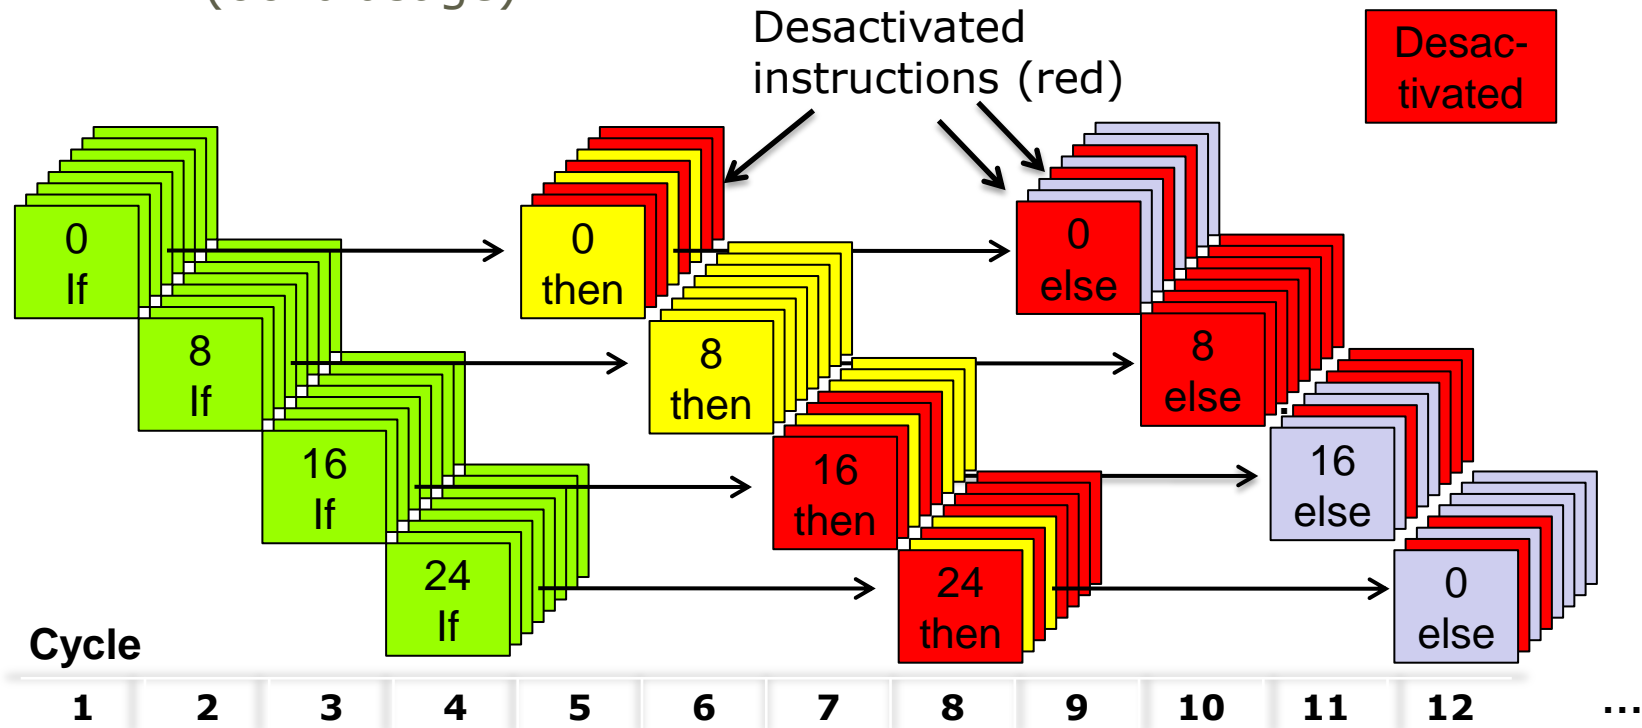 Desactivated
instructions (red)
Desac-
tivated
0
If
0
then
0
else
8
If
8
then
8
else
16
If
16
then
16
else
24
If
24
then
0
else
Cycle
1 2 3 4 5 6 7 8 9 10 11 12 ...